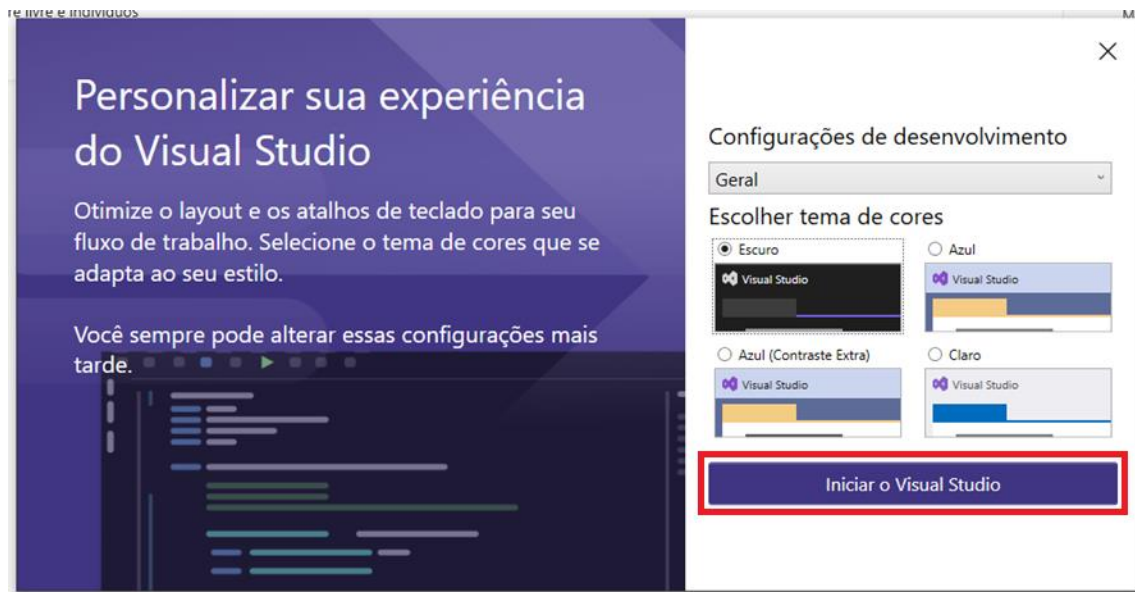 re livre e indivíduos
M
Personalizar sua experiência
do Visual Studio
Otimize o layout e os atalhos de teclado para seu
fluxo de trabalho. Selecione o tema de cores que se
adapta ao seu estilo.
Você sempre pode alterar essas configurações mais
tarde.
Configurações de desenvolvimento
Geral
Escolher tema de cores
Escuro
Visual Studio
Azul
Visual Studio
Azul (Contraste Extra)
Visual Studio
Claro
Visual Studio
Iniciar o Visual Studio